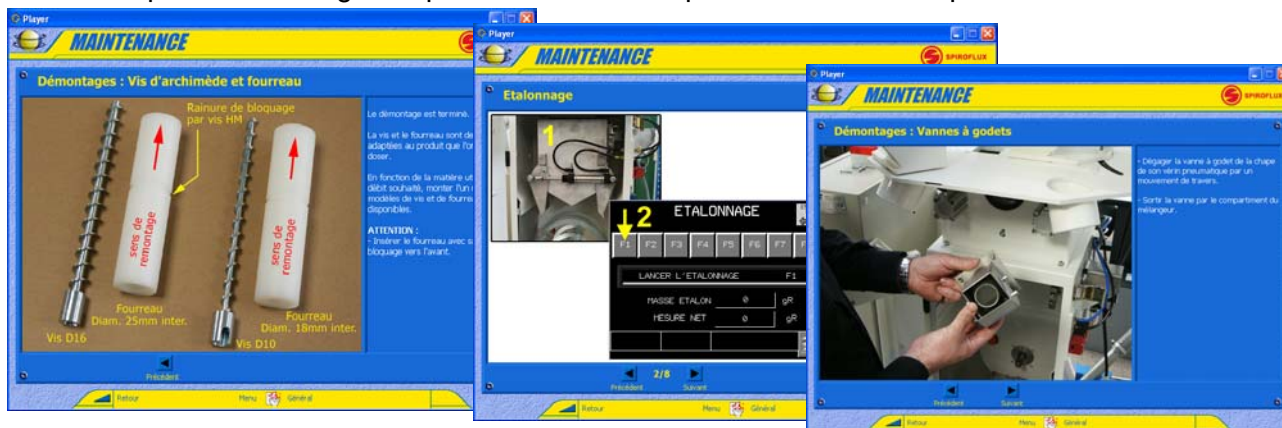 Player
MAINTENANCE
Démontages : Vis d'archimède et fourreau
Rainure de bloquage
par vis HM
sens de
remontage
sens de
remontage
Fourreau
Diam. 25mm inter.
Vis D16
Fourreau
Diam. 18mm inter.
Vis D10
Le démontage est terminé.
La vis et le fourreau sont de
adaptées au produit que l'on
doser.
En fonction de la matière ut
débit souhaité, monter l'un
modèles de vis et de fourre
disponibles.
ATTENTION :
- Insérer le fourreau avec s
bloquage vers l'avant.
Précédent
Retour
Menu Général
Player
MAINTENANCE
SPIROFLUX
Etalonnage
1
2
ETALONNAGE
F1 F2 F3 F4 F5 F6 F7
LANCER L'ETALONNAGE F1
MASSE ETALON 0 gR
MESURE NET 0 gR
2/8
Précédent Suivant
Retour
Menu Général
Player
MAINTENANCE
SPIROFLUX
Démontages : Vannes à godets
- Dégager la vanne à godet de la chape
de son vérin pneumatique par un
mouvement de travers.
- Sortir la vanne par le compartiment du
mélangeur.
4
Précédent Suivant
Retour
Menu Général